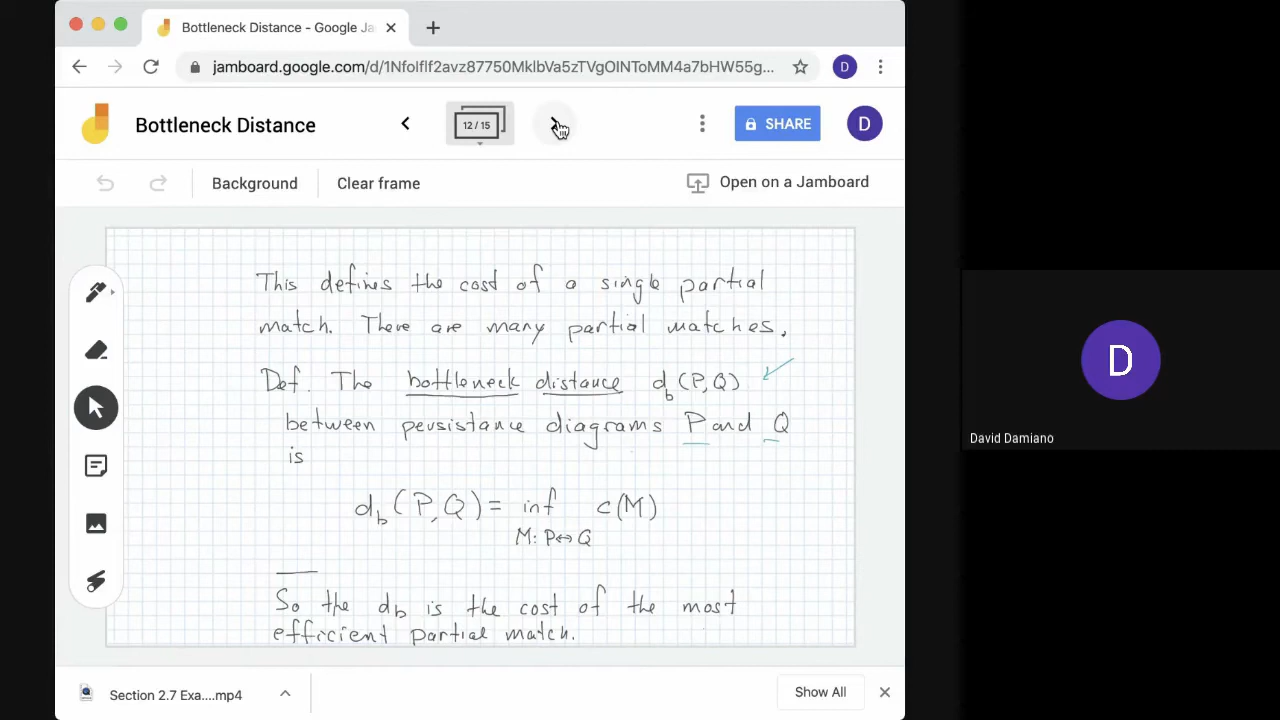 Bottleneck Distance - Google Ja
jamboard.google.com/d/1Nfolflf2avz87750MklbVa5zTVgOINToMM4a7bHW55g...
D
Bottleneck Distance
12 / 15
SHARE
D
Background
Clear frame
Open on a Jamboard
This defines the cost of a single partial
match. There are many partial matches.
Def. The bottleneck distance d_b(P,Q)
between persistance diagrams P and Q
is
d_b(P,Q) = inf c(M)
M: P↔Q
So the d_b is the cost of the most
efficient partial match.
D
David Damiano
Section 2.7 Exa....mp4
Show All